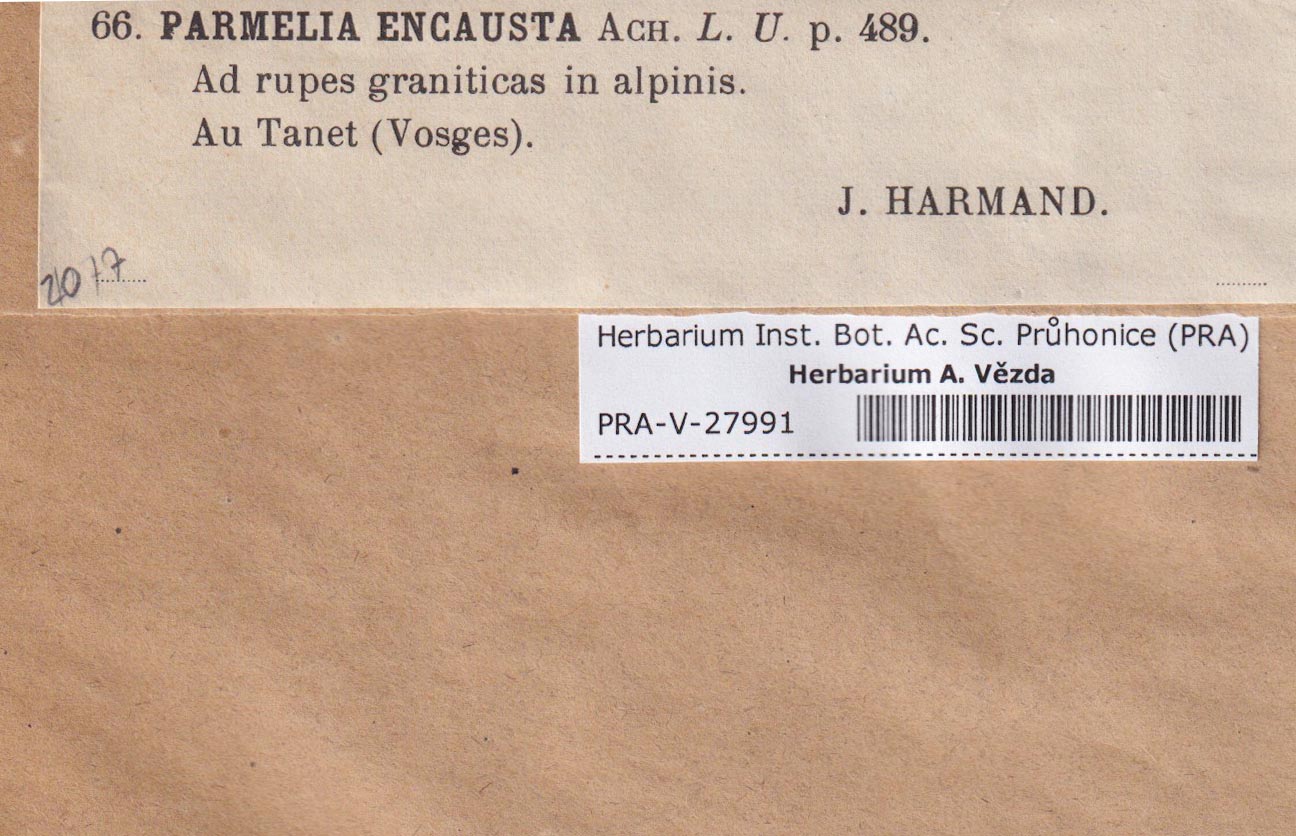 66. PARMELIA ENCAUSTA ACH. L. U. p. 489.
Ad rupes graniticas in alpinis.
Au Tanet (Vosges).
J. HARMAND.
Herbarium Inst. Bot. Ac. Sc. Průhonice (PRA)
Herbarium A. Vězda
PRA-V-27991